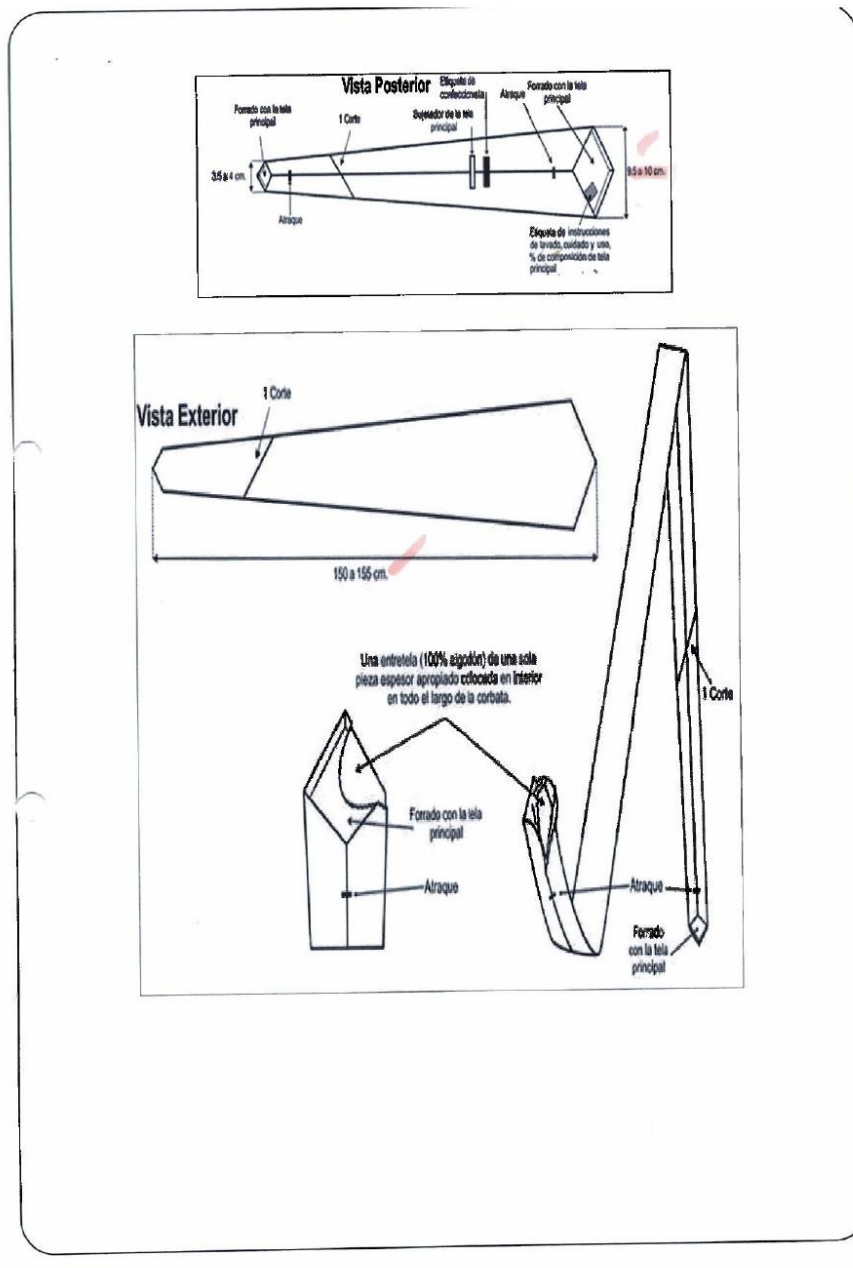 Vista Posterior
Etiqueta de
confeccionista
Forrado con la tela
principal
1 Corte
Sujetador de la tela
principal
Atraque
Forrado con la tela
principal
3.5 a 4 cm.
9.5 a 10 cm.
Atraque
Etiqueta de instrucciones
de lavado, cuidado y uso,
% de composición de tela
principal
1 Corte
Vista Exterior
150 a 155 cm.
Una entretela (100% algodón) de una sola
pieza espesor apropiado colocada en interior
en todo el largo de la corbata.
1 Corte
Forrado con la tela
principal
Atraque
Atraque
Forrado
con la tela
principal